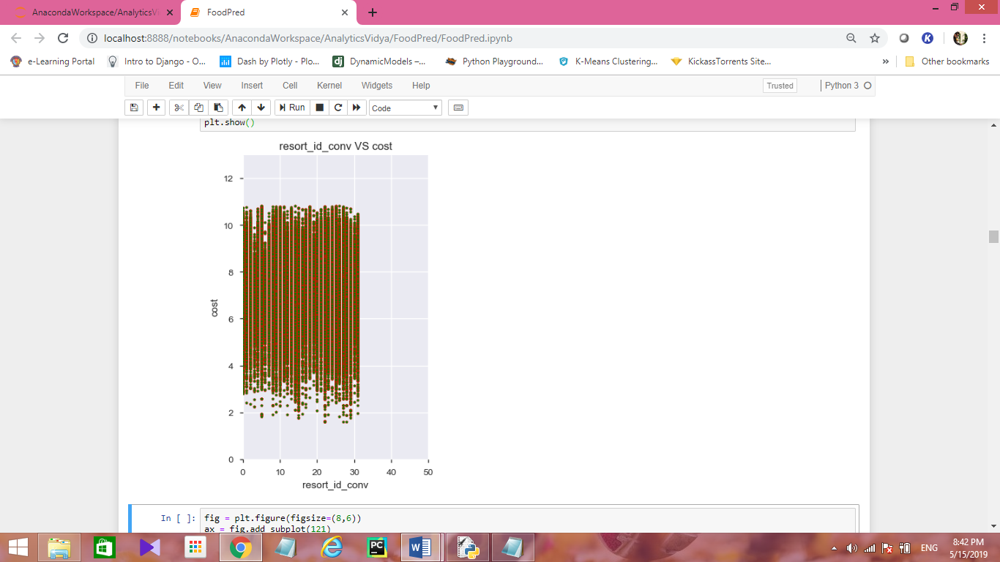 AnacondaWorkspace/AnalyticsVi
FoodPred
localhost:8888/notebooks/AnacondaWorkspace/AnalyticsVidya/FoodPred/FoodPred.ipynb
e-Learning Portal
Intro to Django - O...
Dash by Plotly - Plo...
DynamicModels –...
Python Playground...
K-Means Clustering...
KickassTorrents Site...
»
Other bookmarks
File Edit View Insert Cell Kernel Widgets Help
Trusted
Python 3
Run
Code
plt.show()
resort_id_conv VS cost
12
10
8
6
4
2
0
cost
0 10 20 30 40 50
resort_id_conv
In [ ]: fig = plt.figure(figsize=(8,6))
ax = fig.add_subplot(121)
ENG
8:42 PM
5/15/2019